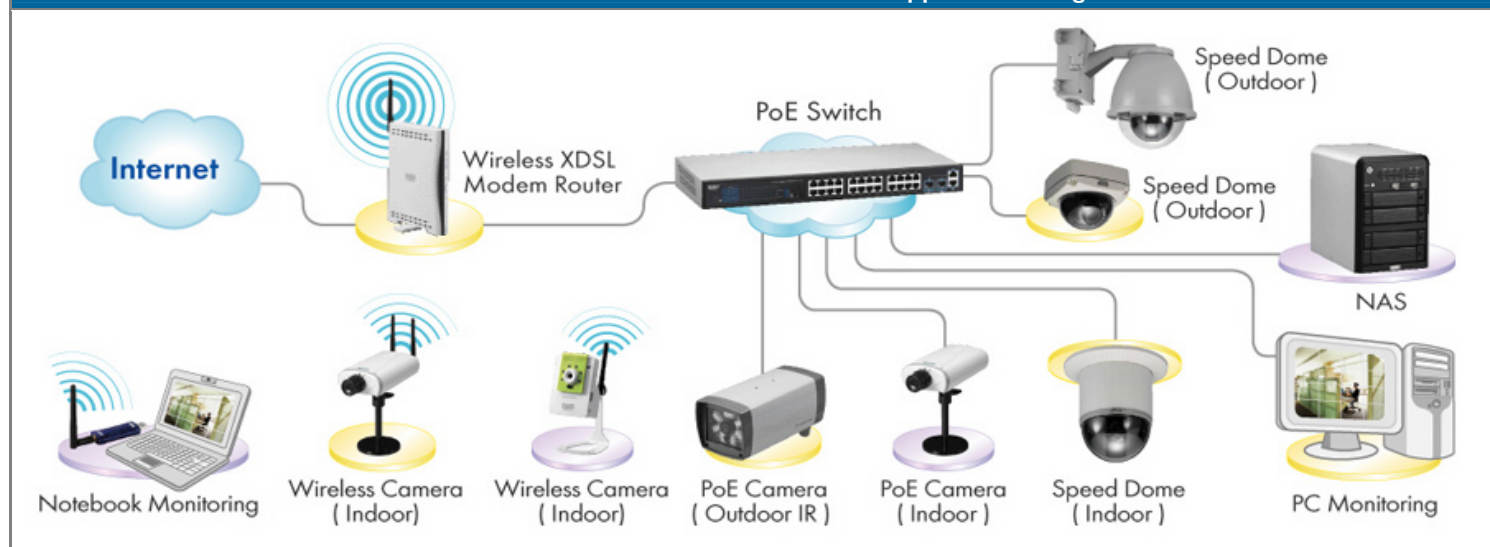 Internet
Wireless XDSL
Modem Router
PoE Switch
Speed Dome
( Outdoor )
Speed Dome
( Outdoor )
NAS
Notebook Monitoring
Wireless Camera
( Indoor)
Wireless Camera
( Indoor)
PoE Camera
( Outdoor IR )
PoE Camera
( Indoor )
Speed Dome
( Indoor )
PC Monitoring